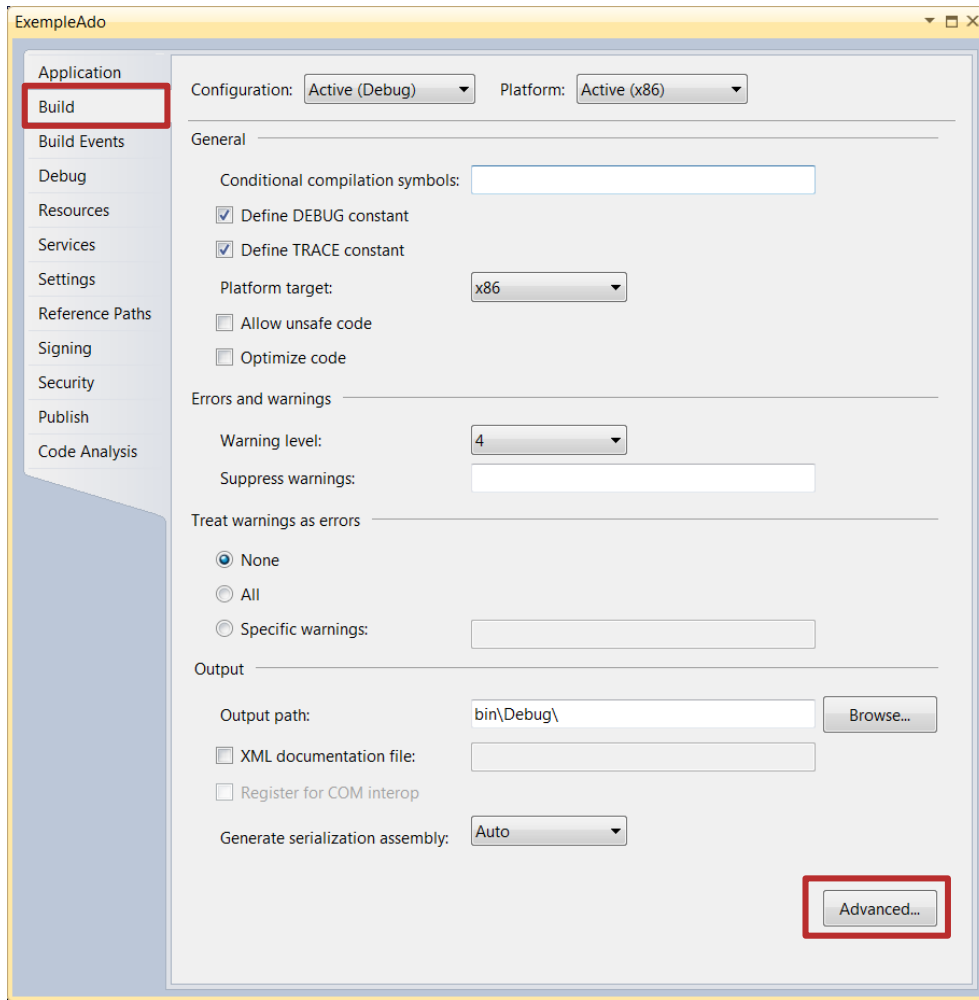 ExempleAdo
Application
Build
Build Events
Debug
Resources
Services
Settings
Reference Paths
Signing
Security
Publish
Code Analysis
Configuration: Active (Debug) Platform: Active (x86)
General
Conditional compilation symbols:
Define DEBUG constant
Define TRACE constant
Platform target: x86
Allow unsafe code
Optimize code
Errors and warnings
Warning level: 4
Suppress warnings:
Treat warnings as errors
None
All
Specific warnings:
Output
Output path: bin\Debug\ Browse...
XML documentation file:
Register for COM interop
Generate serialization assembly: Auto
Advanced...